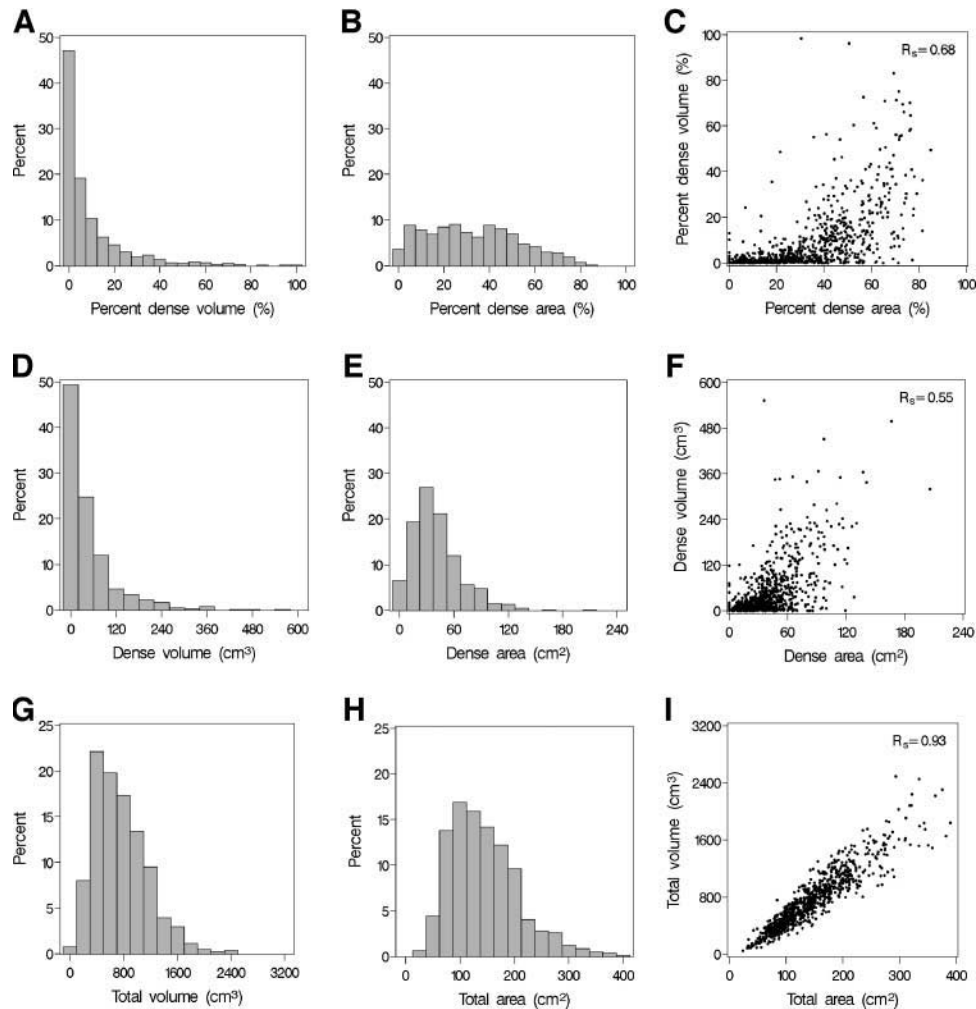 A
50
40
30
20
10
0
Percent
0 20 40 60 80 100
Percent dense volume (%)
B
50
40
30
20
10
0
Percent
0 20 40 60 80 100
Percent dense area (%)
C
Rs=0.68
100
80
60
40
20
0
Percent dense volume (%)
0 20 40 60 80 100
Percent dense area (%)
D
50
40
30
20
10
0
Percent
0 120 240 360 480 600
Dense volume (cm³)
E
50
40
30
20
10
0
Percent
0 60 120 180 240
Dense area (cm²)
F
Rs=0.55
600
480
360
240
120
0
Dense volume (cm³)
0 60 120 180 240
Dense area (cm²)
G
25
20
15
10
5
0
Percent
0 800 1600 2400 3200
Total volume (cm³)
H
25
20
15
10
5
0
Percent
0 100 200 300 400
Total area (cm²)
I
Rs=0.93
3200
2400
1600
800
0
Total volume (cm³)
0 100 200 300 400
Total area (cm²)